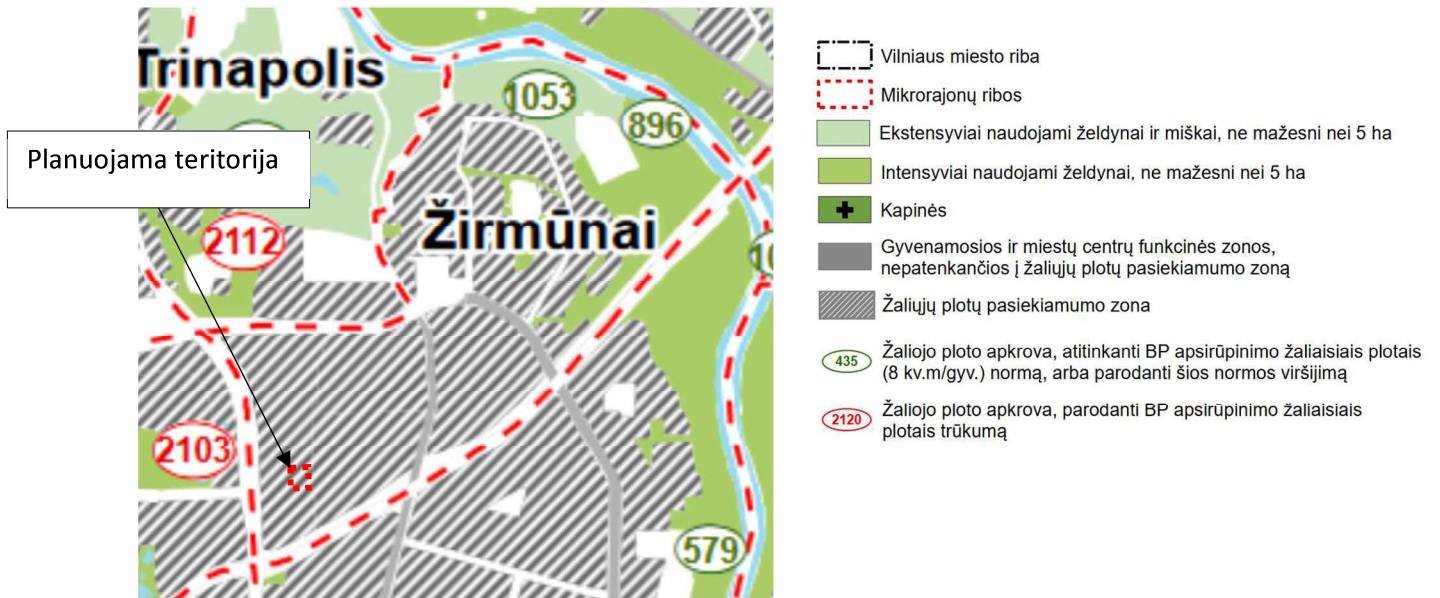 Trinapolis
1053
896
Planuojama teritorija
2112
Žirmūnai
10
2103
579
Vilniaus miesto riba
Mikrorajonų ribos
Ekstensyviai naudojami želdynai ir miškai, ne mažesni nei 5 ha
Intensyviai naudojami želdynai, ne mažesni nei 5 ha
Kapinės
Gyvenamosios ir miestų centrų funkcinės zonos,
nepatenkančios į žaliųjų plotų pasiekiamumo zoną
Žaliųjų plotų pasiekiamumo zona
435
Žaliojo ploto apkrova, atitinkanti BP apsirūpinimo žaliaisiais plotais
(8 kv.m/gyv.) normą, arba parodanti šios normos viršijimą
2120
Žaliojo ploto apkrova, parodanti BP apsirūpinimo žaliaisiais
plotais trūkumą